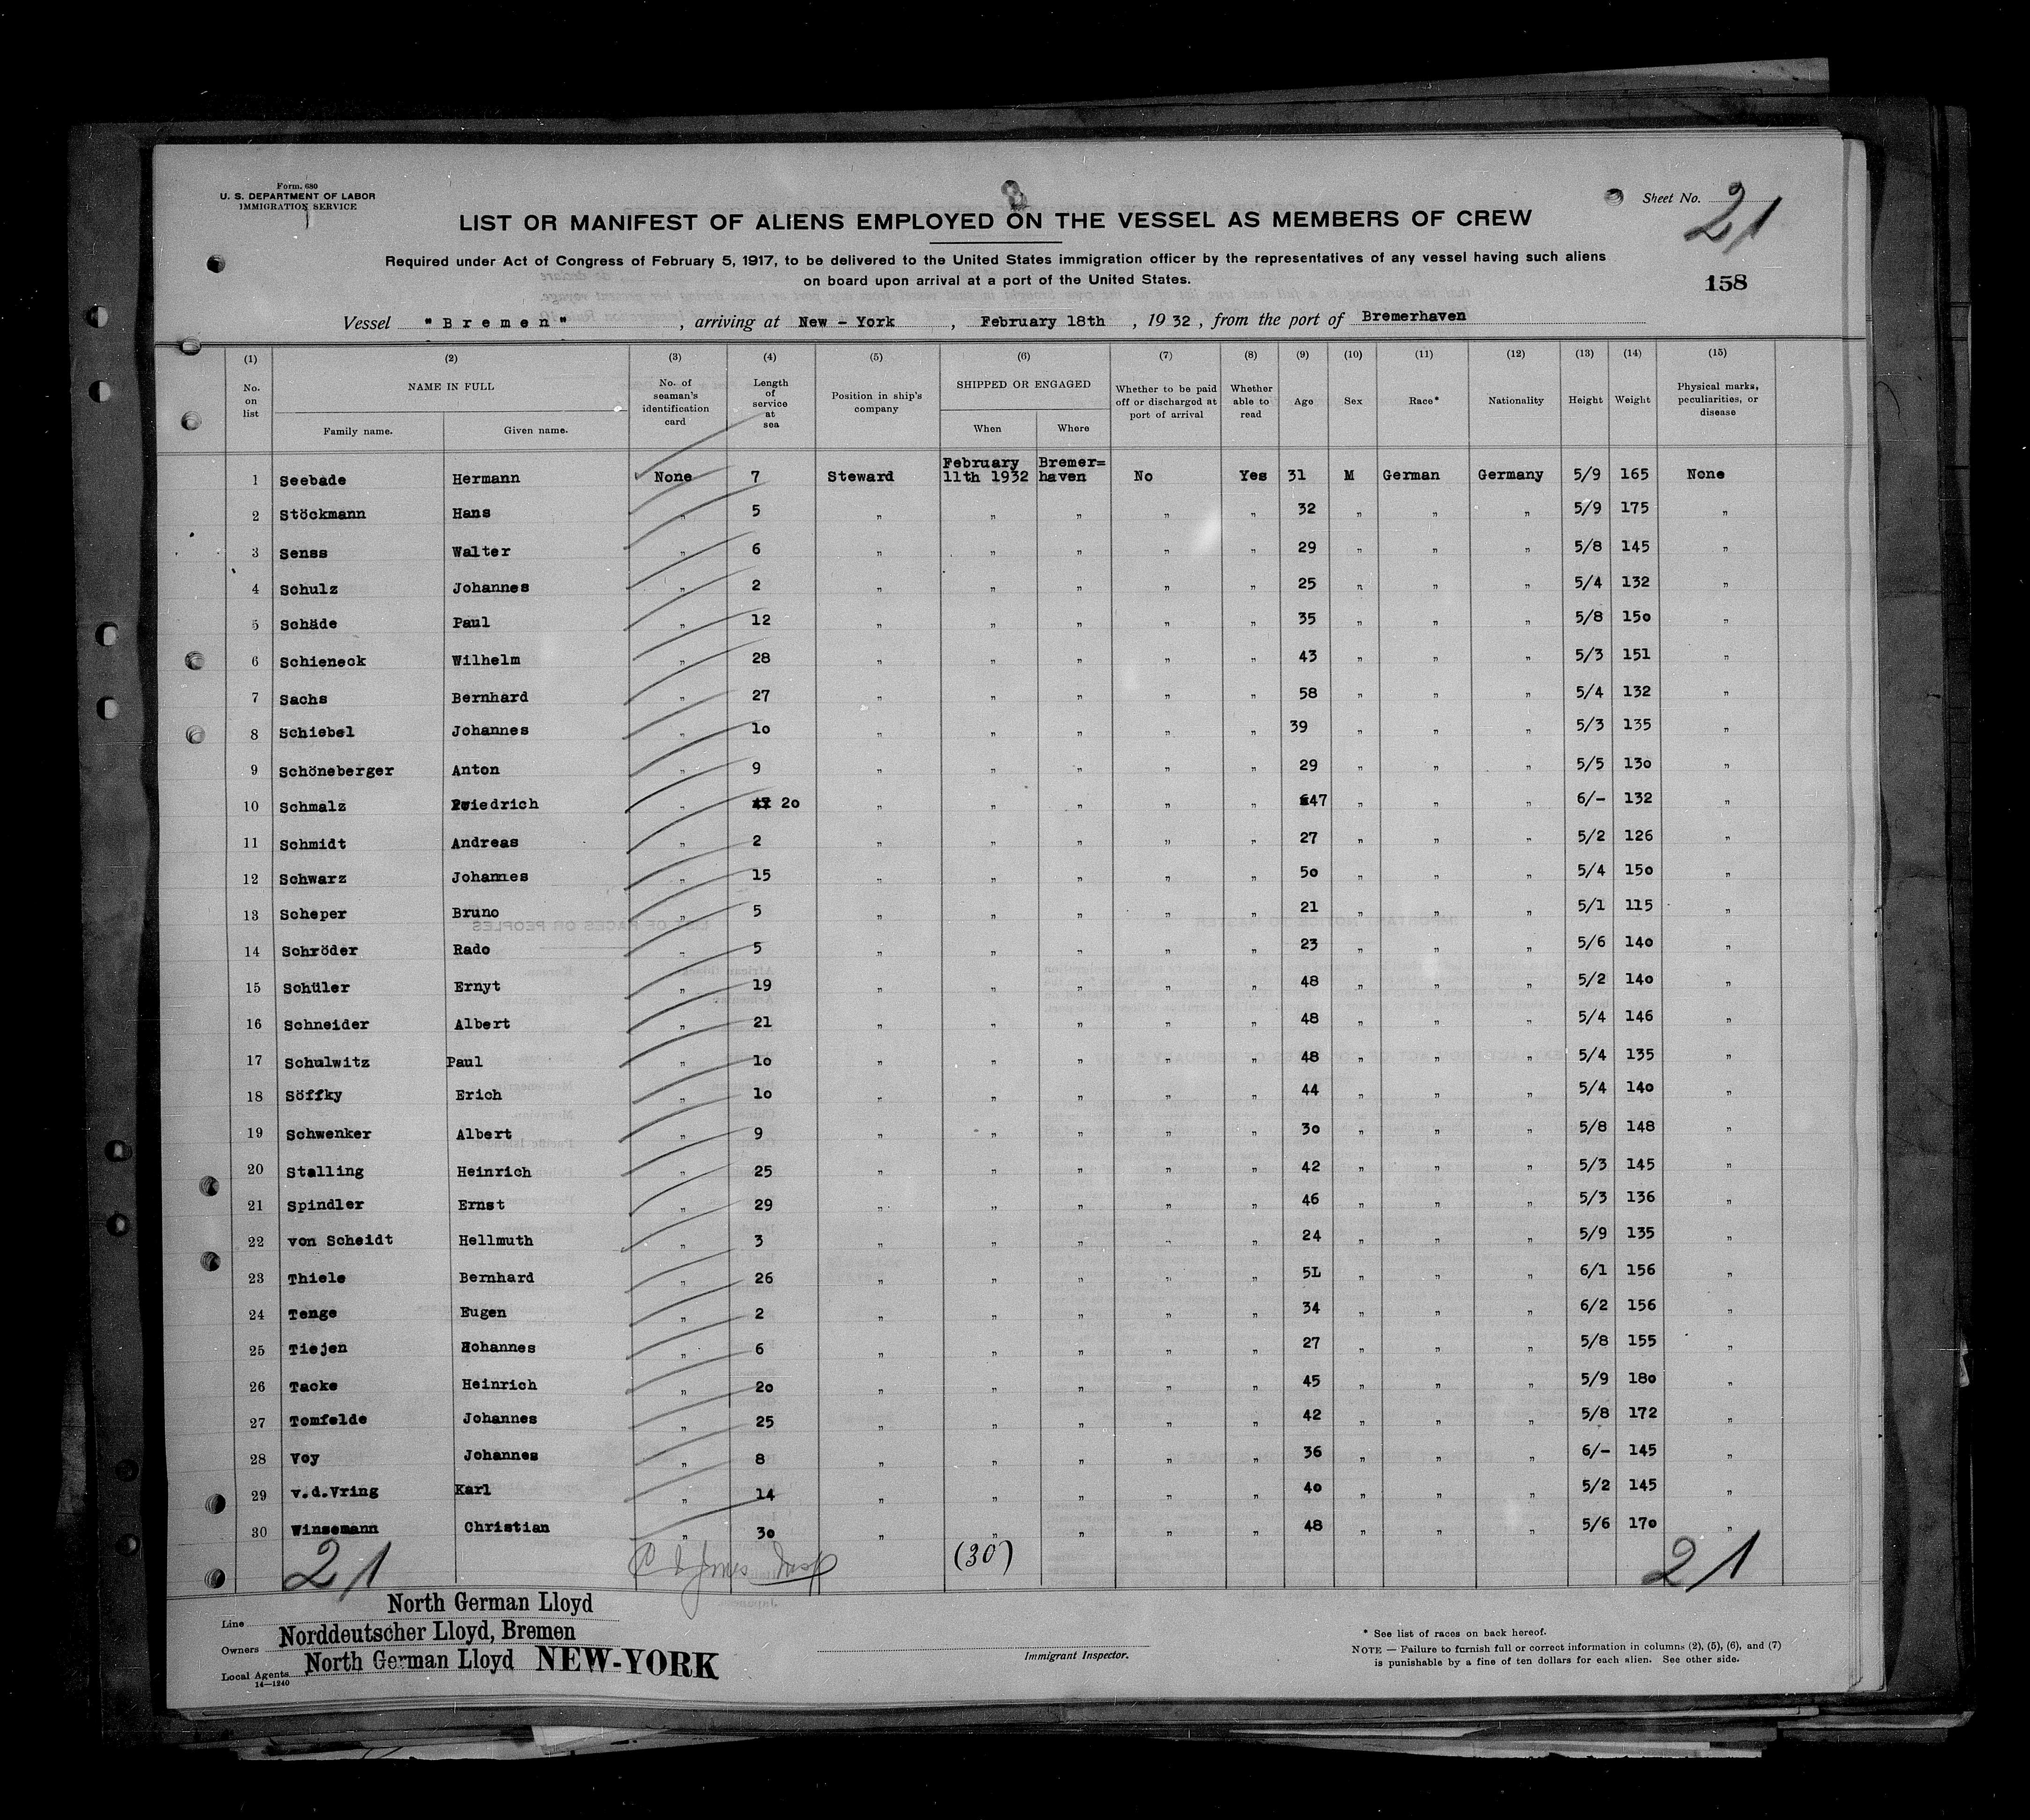 Form. 680
U. S. DEPARTMENT OF LABOR
IMMIGRATION SERVICE
Sheet No. 21
LIST OR MANIFEST OF ALIENS EMPLOYED ON THE VESSEL AS MEMBERS OF CREW
Required under Act of Congress of February 5, 1917, to be delivered to the United States immigration officer by the representatives of any vessel having such aliens
on board upon arrival at a port of the United States.
158
Vessel "Bremen", arriving at New-York, February 18th, 1932, from the port of Bremerhaven
(1) (2) (3) (4) (5) (6) (7) (8) (9) (10) (11) (12) (13) (14) (15)
No. on list NAME IN FULL Family name. Given name. No. of seaman's identification card Length of service at sea Position in ship's company SHIPPED OR ENGAGED When Where Whether to be paid off or discharged at port of arrival Whether able to read Age Sex Race* Nationality Height Weight Physical marks, peculiarities, or disease
1 Seebade Hermann None 7 Steward February 11th 1932 Bremer=haven No Yes 31 M German Germany 5/9 165 None
2 Stöckmann Hans " 5 " " " " " 32 " " " 5/9 175 "
3 Senss Walter " 6 " " " " " 29 " " " 5/8 145 "
4 Schulz Johannes " 2 " " " " " 25 " " " 5/4 132 "
5 Schäde Paul " 12 " " " " " 35 " " " 5/8 150 "
6 Schieneck Wilhelm " 28 " " " " " 43 " " " 5/3 151 "
7 Sachs Bernhard " 27 " " " " " 58 " " " 5/4 132 "
8 Schiebel Johannes " 10 " " " " " 39 " " " 5/3 135 "
9 Schöneberger Anton " 9 " " " " " 29 " " " 5/5 130 "
10 Schmalz Friedrich " 20 " " " " " 47 " " " 6/- 132 "
11 Schmidt Andreas " 2 " " " " " 27 " " " 5/2 126 "
12 Schwarz Johannes " 15 " " " " " 50 " " " 5/4 150 "
13 Scheper Bruno " 5 " " " " " 21 " " " 5/1 115 "
14 Schröder Rado " 5 " " " " " 23 " " " 5/6 140 "
15 Schüler Ernyt " 19 " " " " " 48 " " " 5/2 140 "
16 Schneider Albert " 21 " " " " " 48 " " " 5/4 146 "
17 Schulwitz Paul " 10 " " " " " 48 " " " 5/4 135 "
18 Söffky Erich " 10 " " " " " 44 " " " 5/4 140 "
19 Schwenker Albert " 9 " " " " " 30 " " " 5/8 148 "
20 Stalling Heinrich " 25 " " " " " 42 " " " 5/3 145 "
21 Spindler Ernst " 29 " " " " " 46 " " " 5/3 136 "
22 von Scheidt Hellmuth " 3 " " " " " 24 " " " 5/9 135 "
23 Thiele Bernhard " 26 " " " " " 5L " " " 6/1 156 "
24 Tenge Eugen " 2 " " " " " 34 " " " 6/2 156 "
25 Tiejen Hohannes " 6 " " " " " 27 " " " 5/8 155 "
26 Tacke Heinrich " 20 " " " " " 45 " " " 5/9 180 "
27 Tomfelde Johannes " 25 " " " " " 42 " " " 5/8 172 "
28 Voy Johannes " 8 " " " " " 36 " " " 6/- 145 "
29 v.d.Vring Karl " 14 " " " " " 40 " " " 5/2 145 "
30 Winsemann Christian " 30 " " " " " 48 " " " 5/6 170 "
21 (30) 21
Line North German Lloyd
Owners Norddeutscher Lloyd, Bremen
Local Agents North German Lloyd NEW-YORK
14—1240
Immigrant Inspector.
* See list of races on back hereof.
NOTE — Failure to furnish full or correct information in columns (2), (5), (6), and (7)
is punishable by a fine of ten dollars for each alien. See other side.